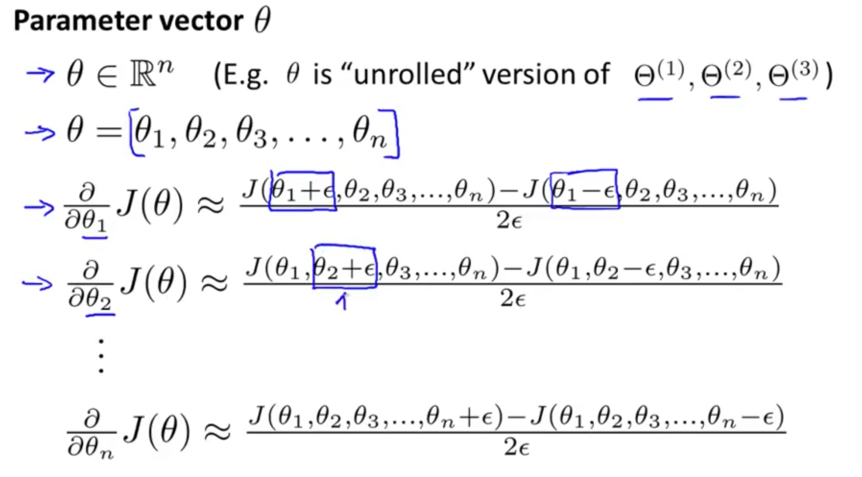 Parameter vector θ
→ θ ∈ ℝⁿ (E.g. θ is “unrolled” version of Θ⁽¹⁾, Θ⁽²⁾, Θ⁽³⁾)
→ θ = [θ₁, θ₂, θ₃, . . . , θₙ]
→ ∂/∂θ₁ J(θ) ≈ (J(θ₁+ϵ,θ₂,θ₃,...,θₙ)−J(θ₁−ϵ,θ₂,θ₃,...,θₙ))/2ϵ
→ ∂/∂θ₂ J(θ) ≈ (J(θ₁,θ₂+ϵ,θ₃,...,θₙ)−J(θ₁,θ₂−ϵ,θ₃,...,θₙ))/2ϵ
⋮
∂/∂θₙ J(θ) ≈ (J(θ₁,θ₂,θ₃,...,θₙ+ϵ)−J(θ₁,θ₂,θ₃,...,θₙ−ϵ))/2ϵ